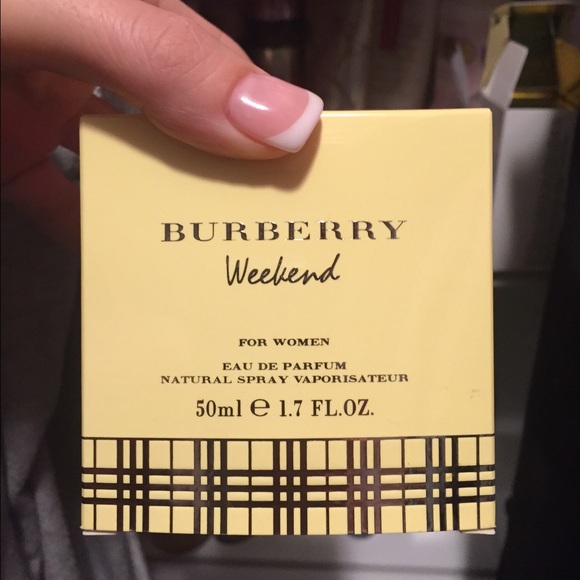 BURBERRY
Weekend
FOR WOMEN
EAU DE PARFUM
NATURAL SPRAY VAPORISATEUR
50ml e 1.7 FL.OZ.